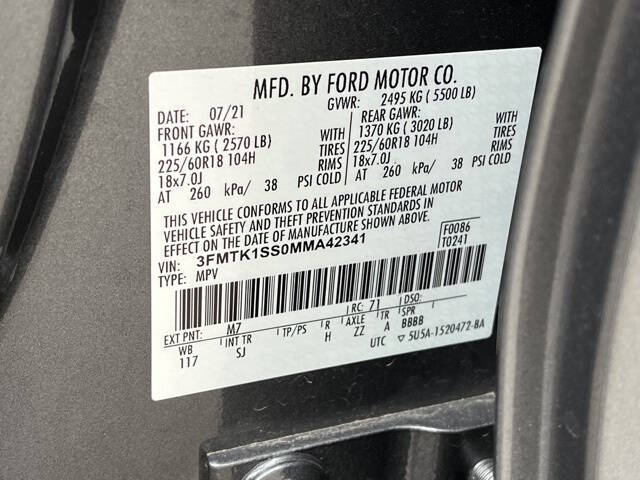 MFD. BY FORD MOTOR CO.
DATE: 07/21 GVWR: 2495 KG ( 5500 LB)
FRONT GAWR: REAR GAWR:
1166 KG ( 2570 LB) WITH 1370 KG ( 3020 LB) WITH
225/60R18 104H TIRES 225/60R18 104H TIRES
18x7.0J RIMS 18x7.0J RIMS
AT 260 kPa/ 38 PSI COLD AT 260 kPa/ 38 PSI COLD
THIS VEHICLE CONFORMS TO ALL APPLICABLE FEDERAL MOTOR
VEHICLE SAFETY AND THEFT PREVENTION STANDARDS IN
EFFECT ON THE DATE OF MANUFACTURE SHOWN ABOVE.
VIN: 3FMTK1SS0MMA42341 F0086
TYPE: MPV T0241
EXT PNT: M7 RC: 71 DSO:
WB INT TR TP/PS R AXLE TR SPR
117 SJ H ZZ A BBBB
UTC 5U5A-1520472-BA